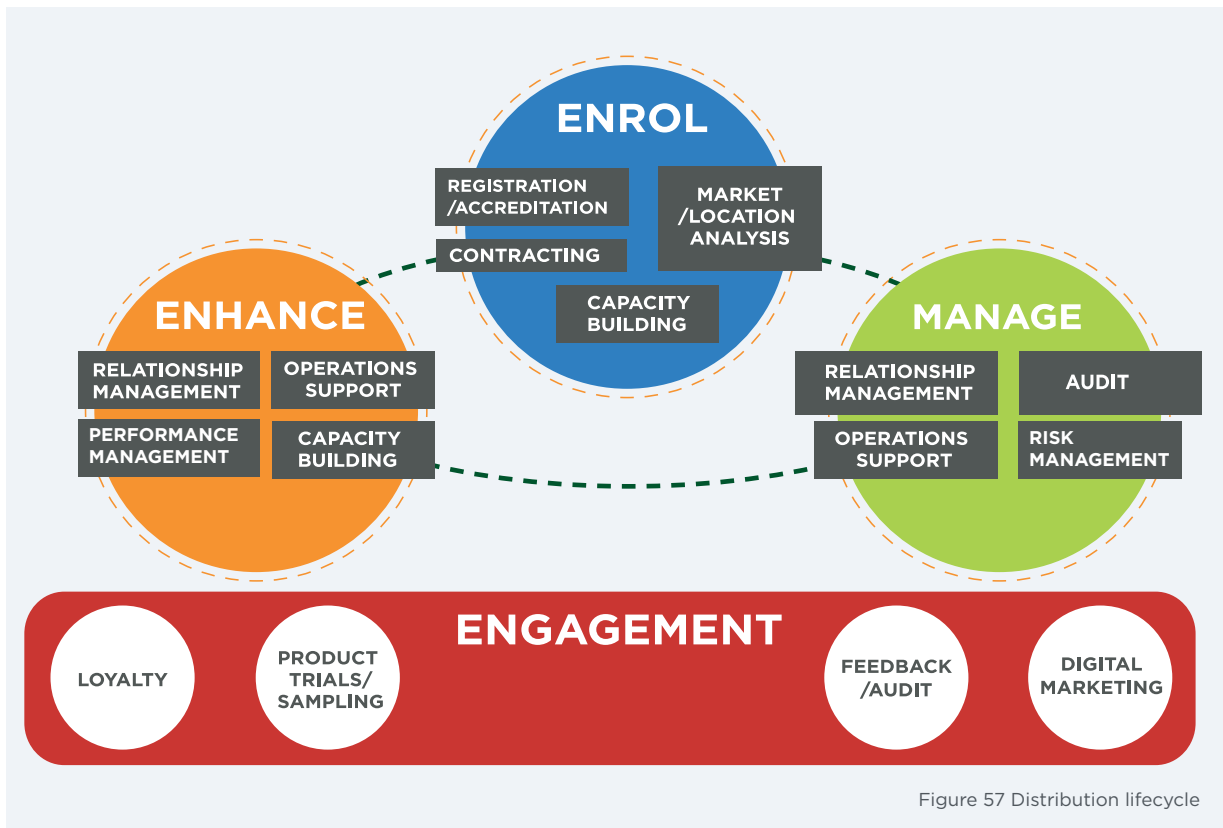 ENROL
REGISTRATION
/ACCREDITATION
MARKET
/LOCATION
ANALYSIS
CONTRACTING
CAPACITY
BUILDING
ENHANCE
RELATIONSHIP
MANAGEMENT
OPERATIONS
SUPPORT
PERFORMANCE
MANAGEMENT
CAPACITY
BUILDING
MANAGE
RELATIONSHIP
MANAGEMENT
AUDIT
OPERATIONS
SUPPORT
RISK
MANAGEMENT
ENGAGEMENT
LOYALTY
PRODUCT
TRIALS/
SAMPLING
FEEDBACK
/AUDIT
DIGITAL
MARKETING
Figure 57 Distribution lifecycle